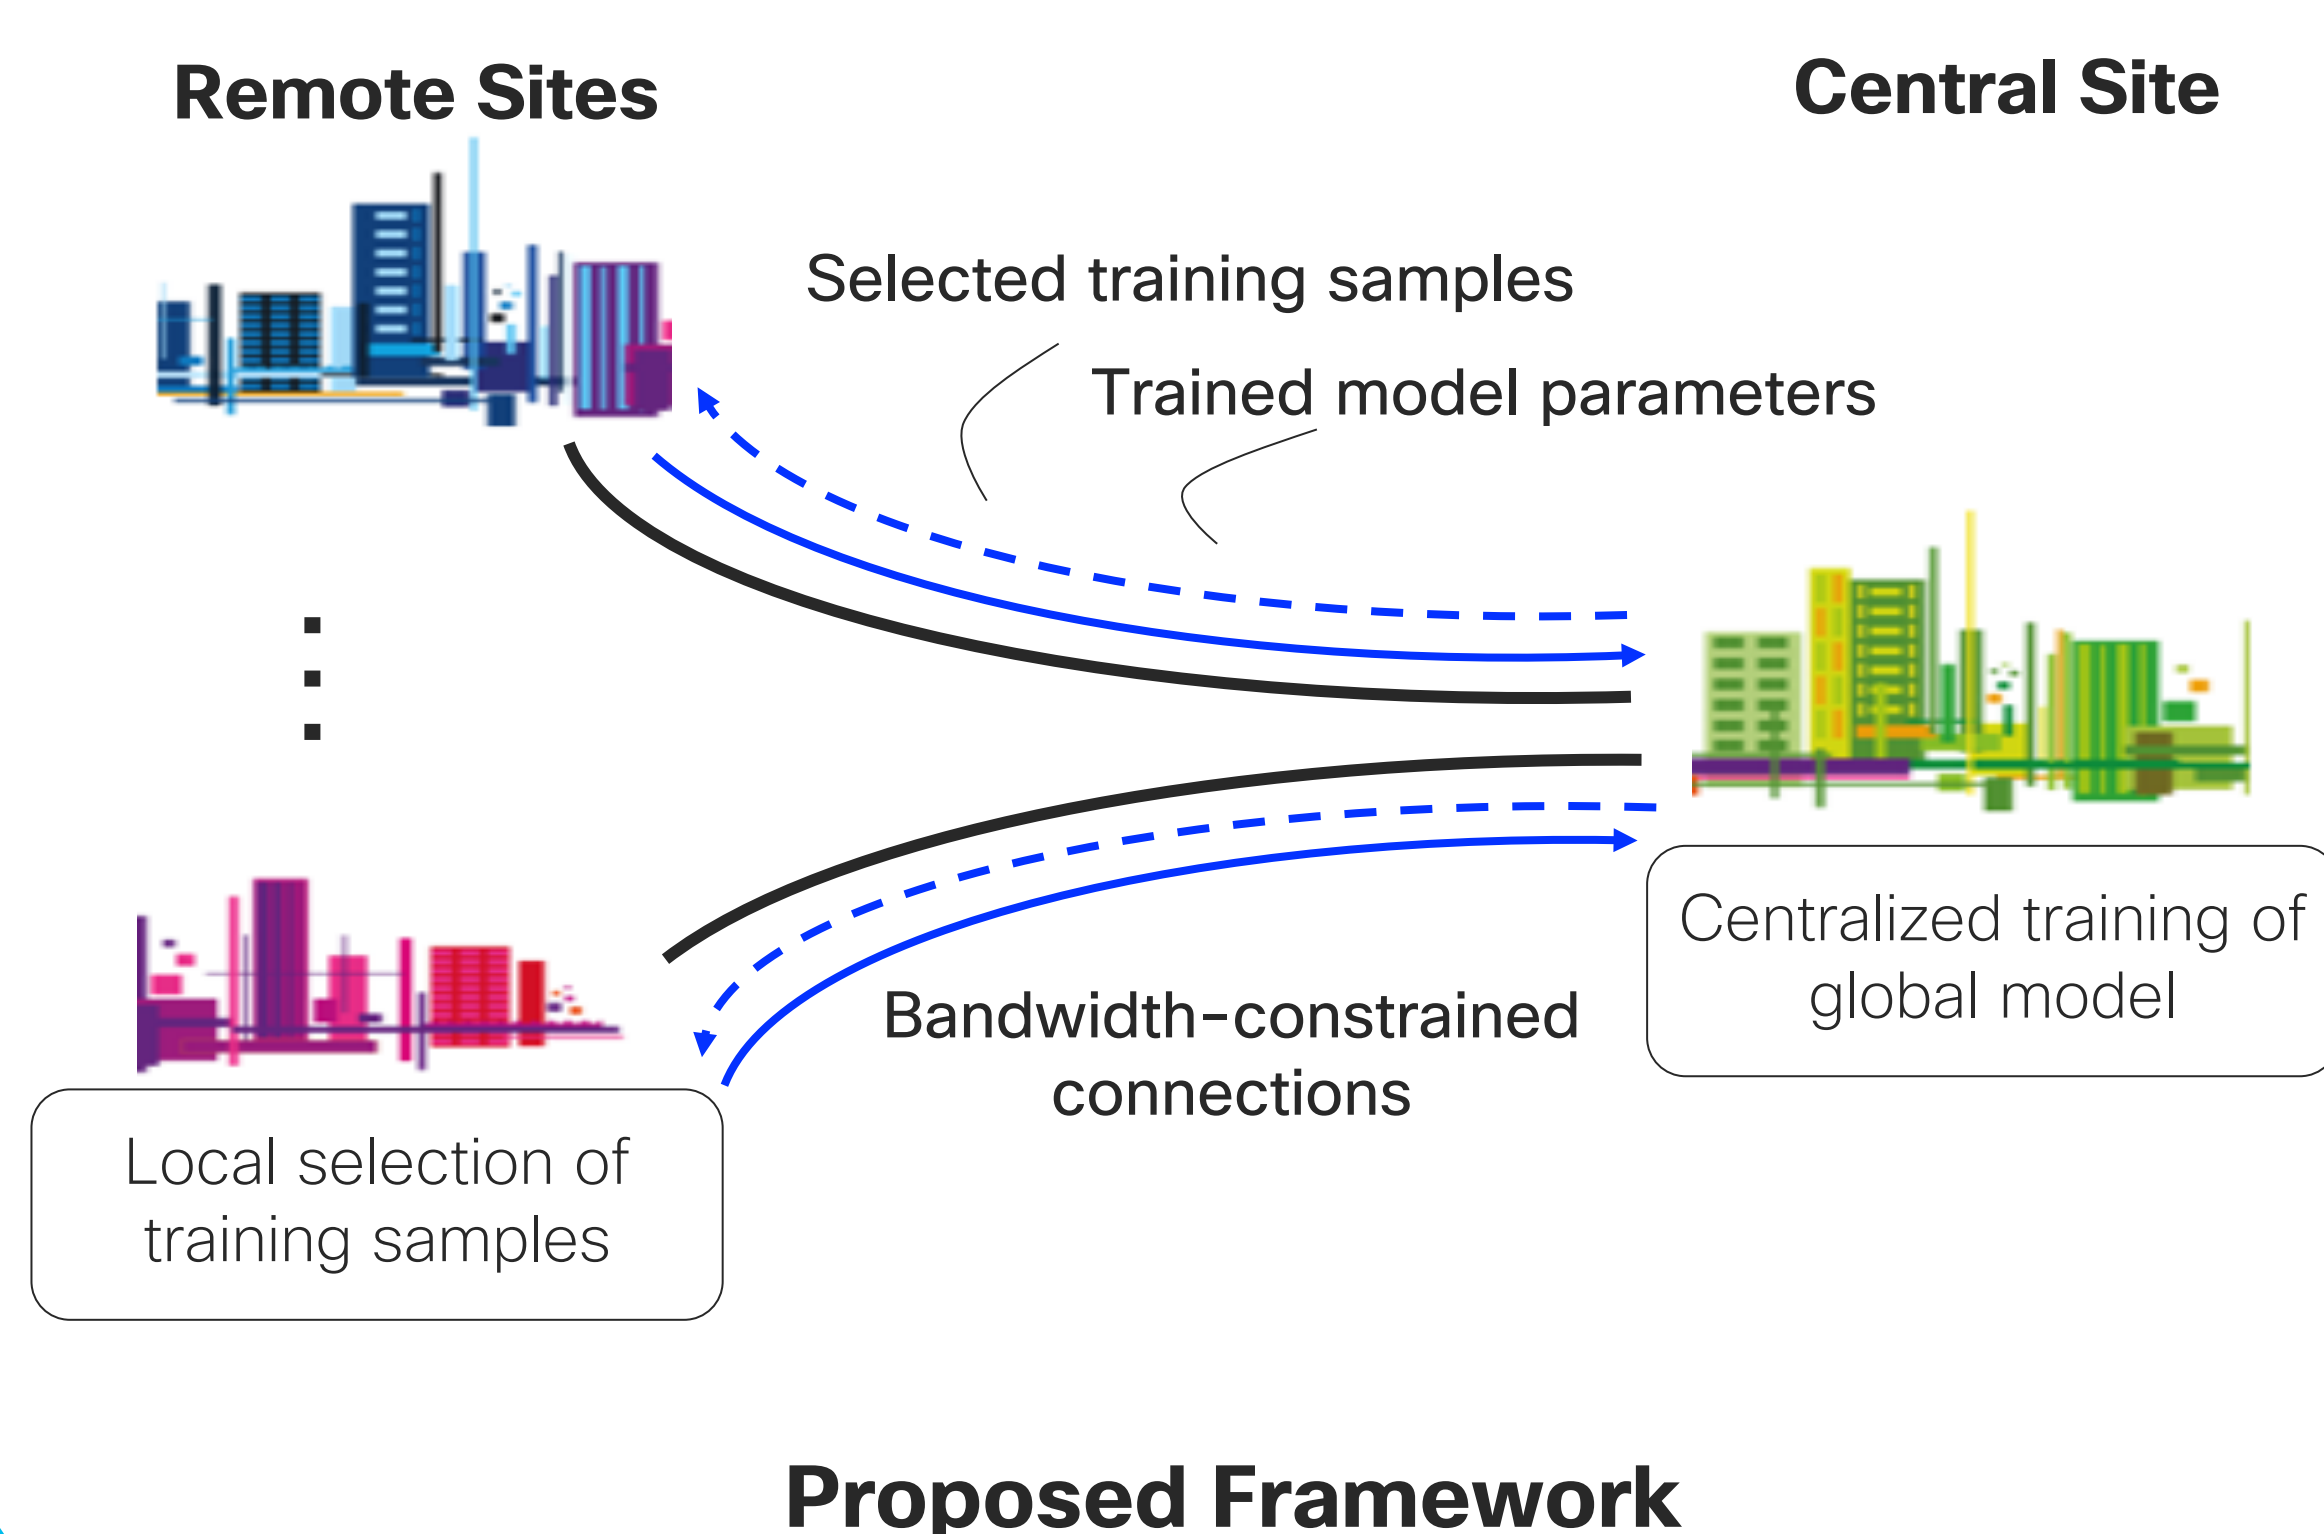 Remote Sites
Central Site
Selected training samples
Trained model parameters
Centralized training of
global model
Bandwidth-constrained
connections
Local selection of
training samples
Proposed Framework